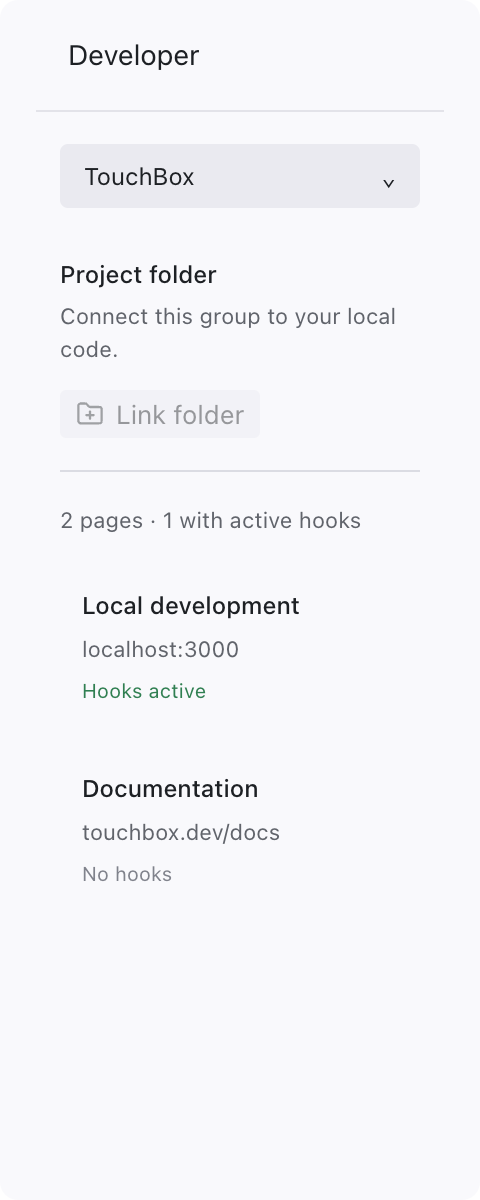 Developer
TouchBox
Project folder
Connect this group to your local
code.
Link folder
2 pages · 1 with active hooks
Local development
localhost:3000
Hooks active
Documentation
touchbox.dev/docs
No hooks